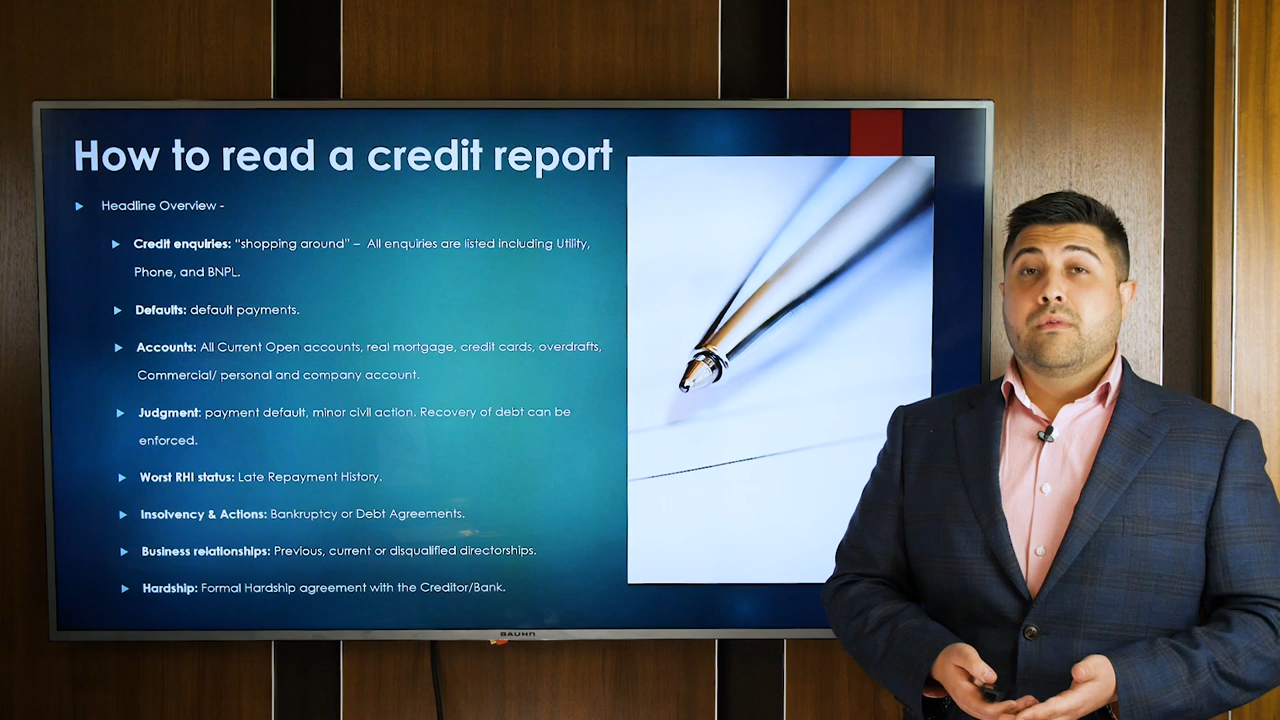 How to read a credit report
Headline Overview -
Credit enquiries: “shopping around” – All enquiries are listed including Utility,
Phone, and BNPL.
Defaults: default payments.
Accounts: All Current Open accounts, real mortgage, credit cards, overdrafts,
Commercial/ personal and company account.
Judgment: payment default, minor civil action. Recovery of debt can be
enforced.
Worst RHI status: Late Repayment History.
Insolvency & Actions: Bankruptcy or Debt Agreements.
Business relationships: Previous, current or disqualified directorships.
Hardship: Formal Hardship agreement with the Creditor/Bank.
BAUHN